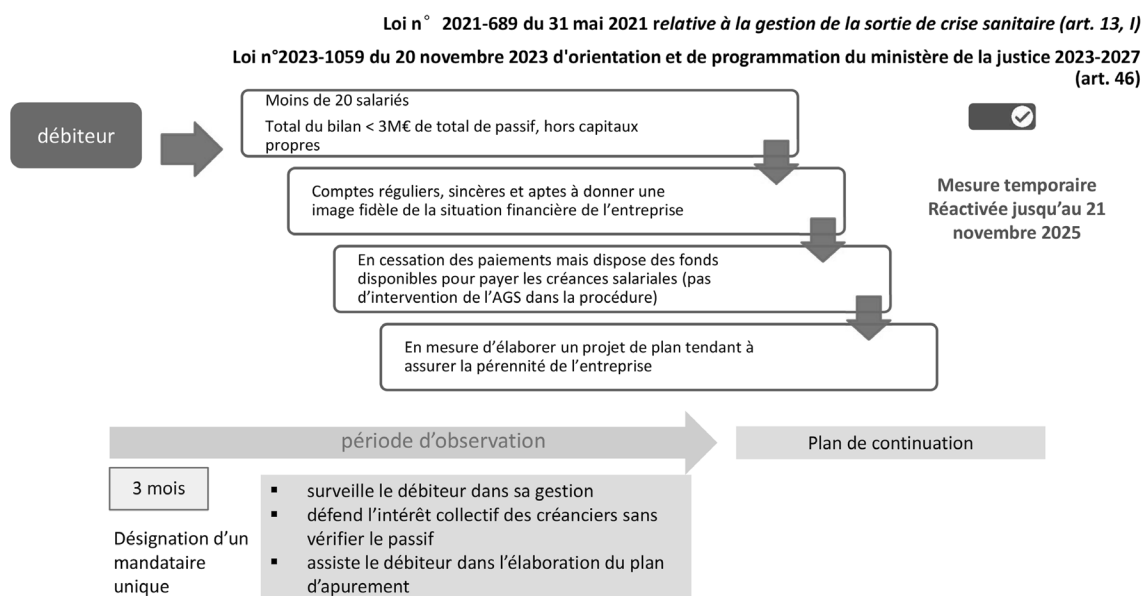 Loi n° 2021-689 du 31 mai 2021 relative à la gestion de la sortie de crise sanitaire (art. 13, I)
Loi n°2023-1059 du 20 novembre 2023 d'orientation et de programmation du ministère de la justice 2023-2027
(art. 46)
débiteur
Moins de 20 salariés
Total du bilan < 3M€ de total de passif, hors capitaux
propres
Comptes réguliers, sincères et aptes à donner une
image fidèle de la situation financière de l’entreprise
En cessation des paiements mais dispose des fonds
disponibles pour payer les créances salariales (pas
d’intervention de l’AGS dans la procédure)
En mesure d’élaborer un projet de plan tendant à
assurer la pérennité de l’entreprise
Mesure temporaire
Réactivée jusqu’au 21
novembre 2025
période d’observation
Plan de continuation
3 mois
Désignation d’un
mandataire
unique
▪ surveille le débiteur dans sa gestion
▪ défend l’intérêt collectif des créanciers sans
vérifier le passif
▪ assiste le débiteur dans l’élaboration du plan
d’apurement